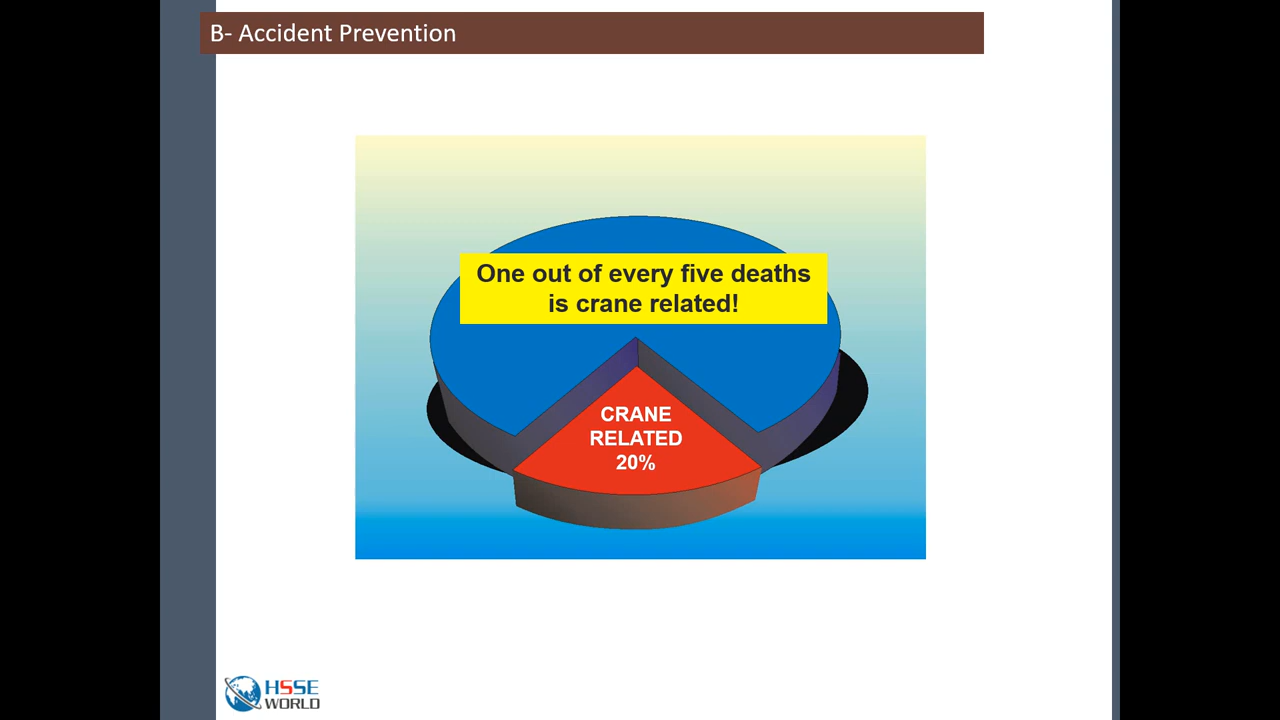 B- Accident Prevention
One out of every five deaths
is crane related!
CRANE
RELATED
20%
HSSE
WORLD